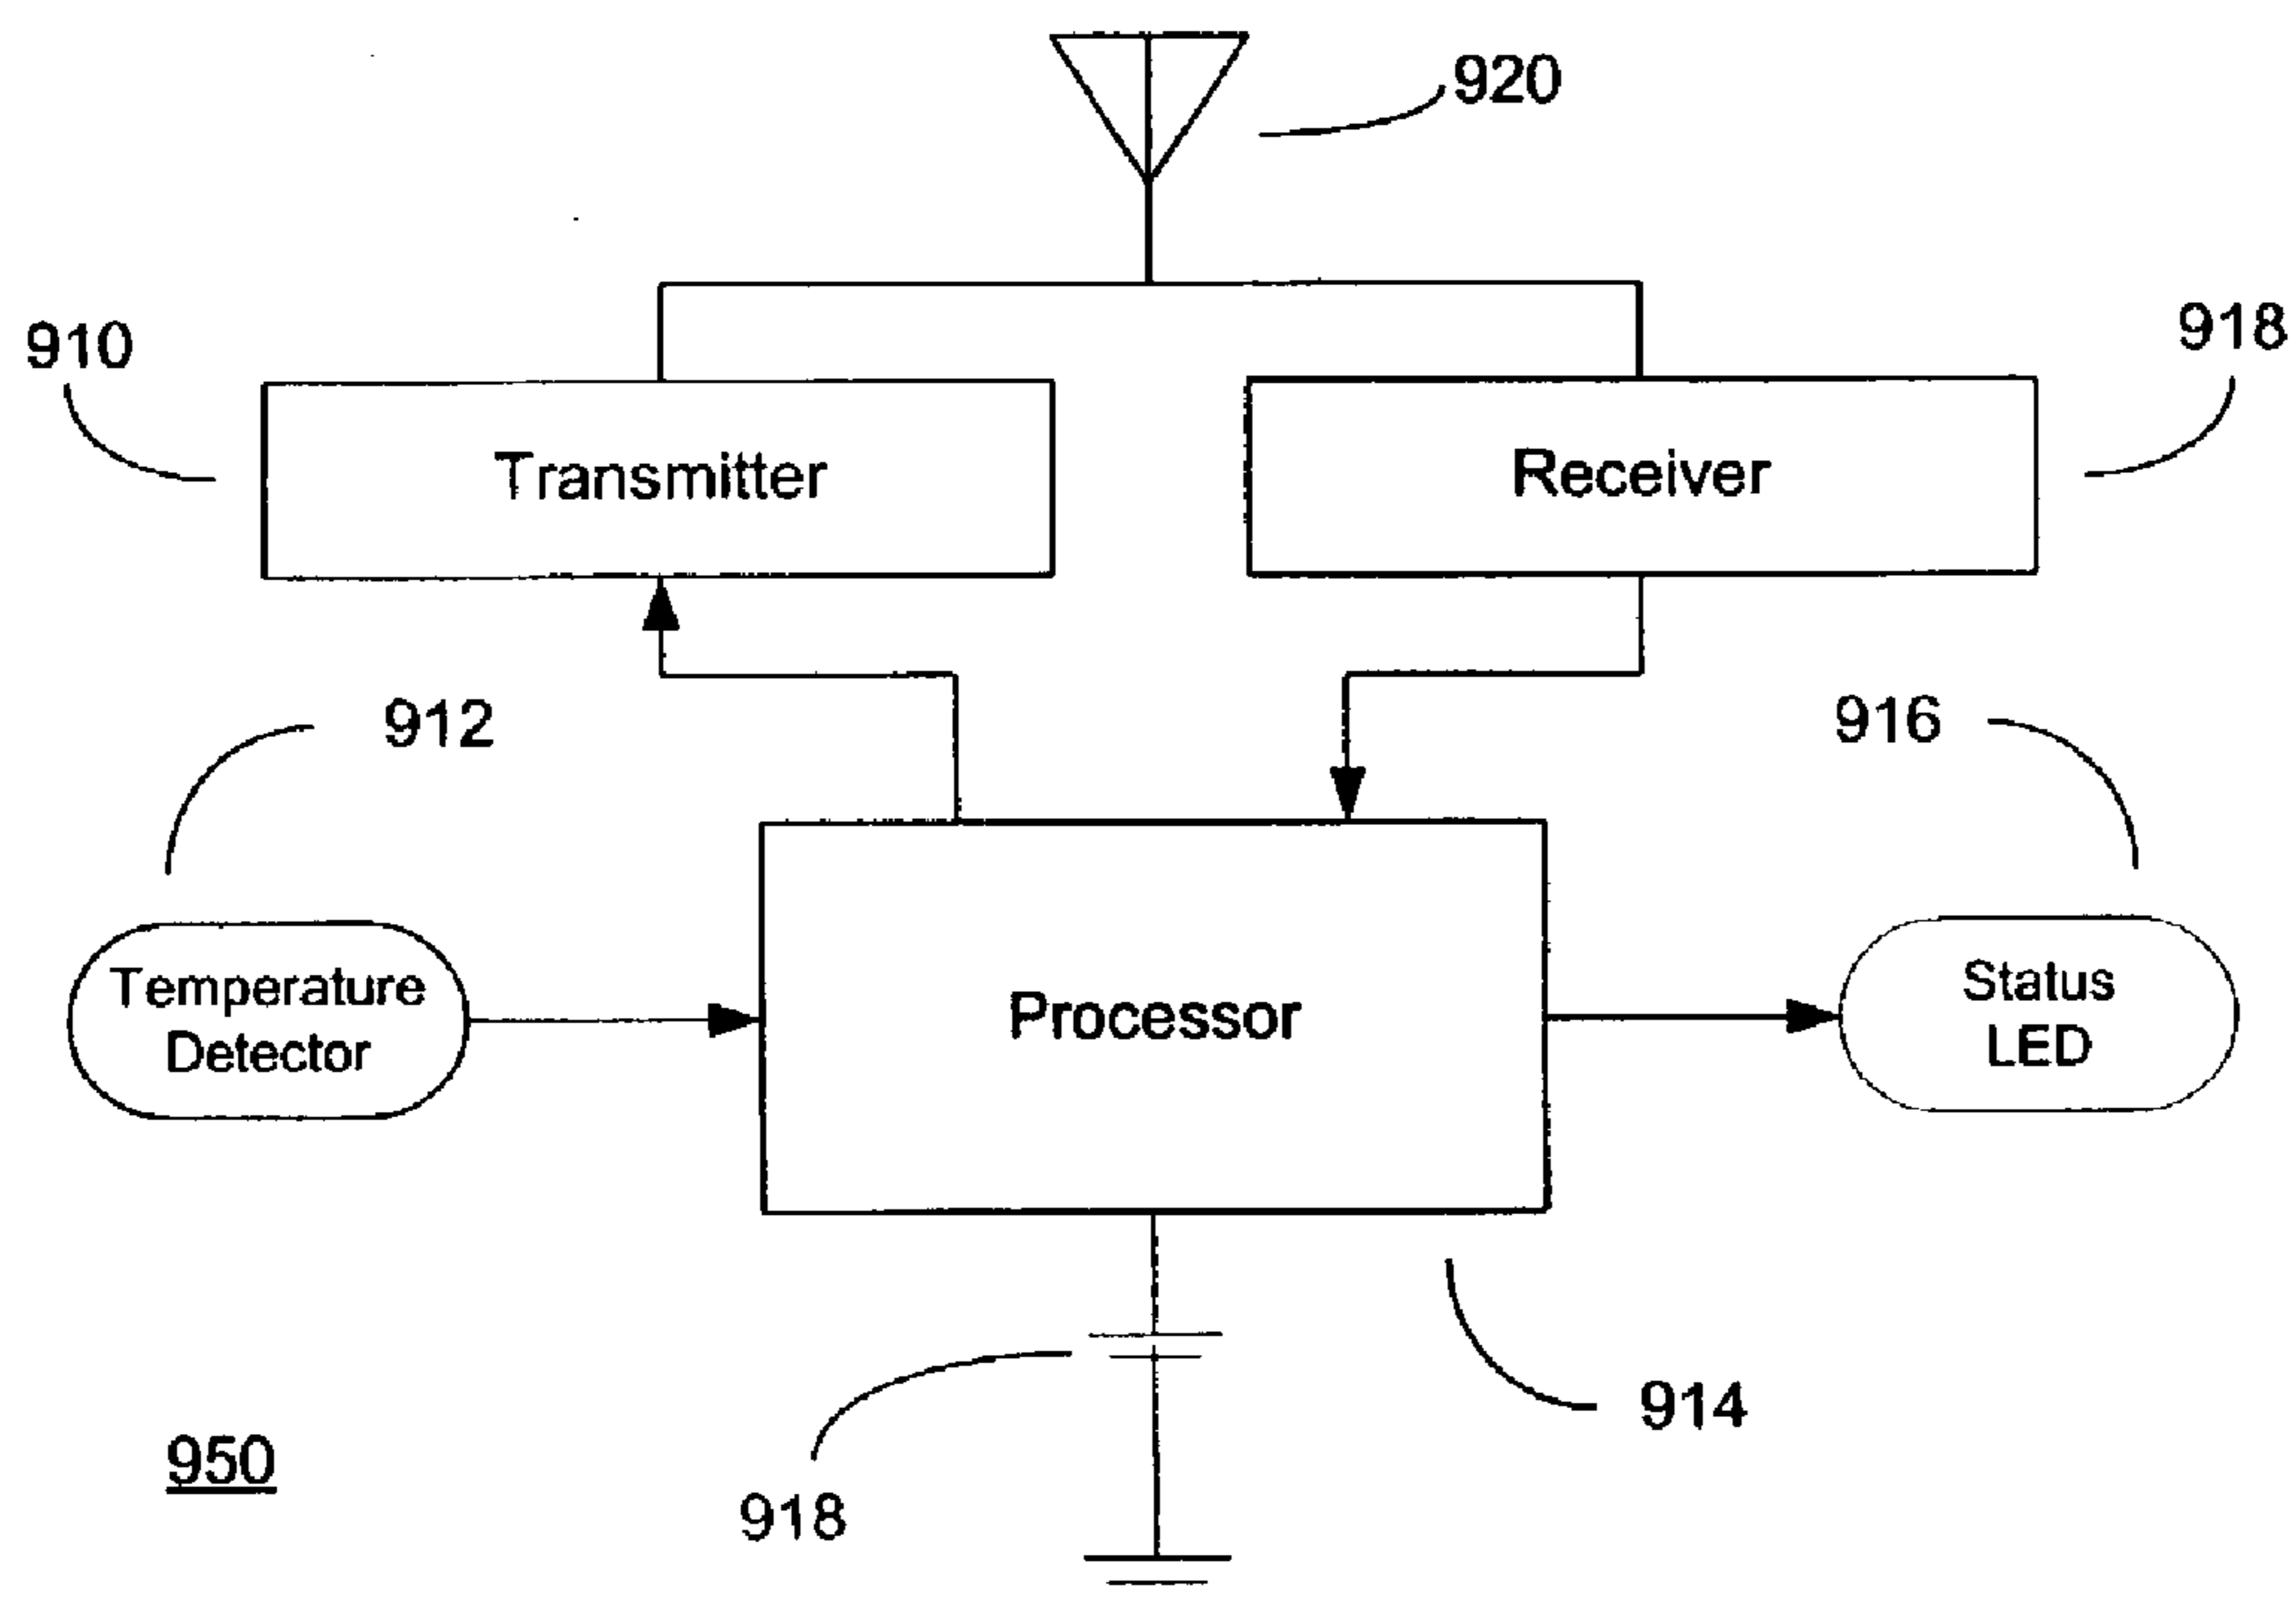 920
910
918
Transmitter
Receiver
912
916
Temperature
Detector
Processor
Status
LED
914
950
918